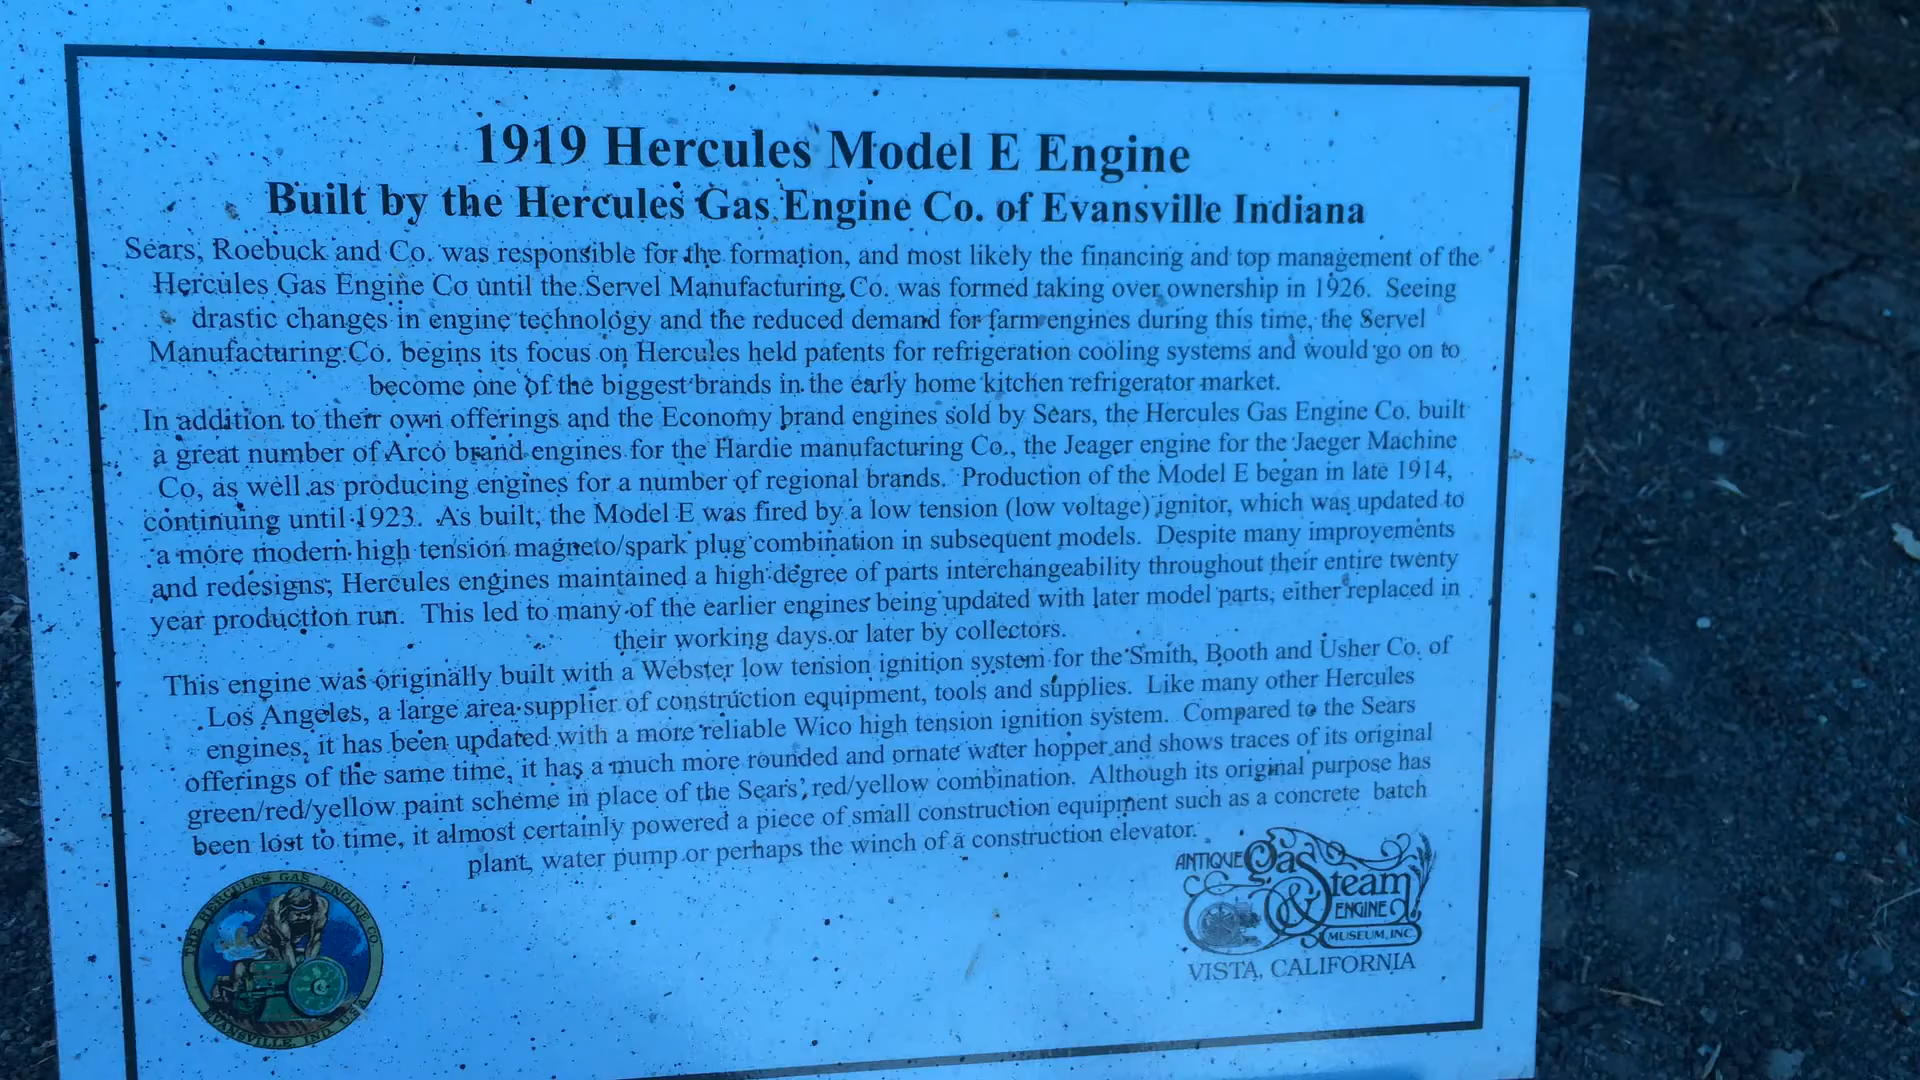 1919 Hercules Model E Engine
Built by the Hercules Gas Engine Co. of Evansville Indiana
Sears, Roebuck and Co. was responsible for the formation, and most likely the financing and top management of the
Hercules Gas Engine Co until the Servel Manufacturing Co. was formed taking over ownership in 1926. Seeing
drastic changes in engine technology and the reduced demand for farm engines during this time, the Servel
Manufacturing Co. begins its focus on Hercules held patents for refrigeration cooling systems and would go on to
become one of the biggest brands in the early home kitchen refrigerator market.
In addition to their own offerings and the Economy brand engines sold by Sears, the Hercules Gas Engine Co. built
a great number of Arco brand engines for the Hardie manufacturing Co., the Jeager engine for the Jaeger Machine
Co, as well as producing engines for a number of regional brands. Production of the Model E began in late 1914,
continuing until 1923. As built, the Model E was fired by a low tension (low voltage) ignitor, which was updated to
a more modern high tension magneto/spark plug combination in subsequent models. Despite many improvements
and redesigns, Hercules engines maintained a high degree of parts interchangeability throughout their entire twenty
year production run. This led to many of the earlier engines being updated with later model parts, either replaced in
their working days or later by collectors.
This engine was originally built with a Webster low tension ignition system for the Smith, Booth and Usher Co. of
Los Angeles, a large area supplier of construction equipment, tools and supplies. Like many other Hercules
engines, it has been updated with a more reliable Wico high tension ignition system. Compared to the Sears
offerings of the same time, it has a much more rounded and ornate water hopper and shows traces of its original
green/red/yellow paint scheme in place of the Sears' red/yellow combination. Although its original purpose has
been lost to time, it almost certainly powered a piece of small construction equipment such as a concrete batch
plant, water pump or perhaps the winch of a construction elevator.
THE HERCULES GAS ENGINE CO.
EVANSVILLE, IND. U.S.A.
ANTIQUE Gas
& Steam
ENGINE
MUSEUM, INC.
VISTA, CALIFORNIA